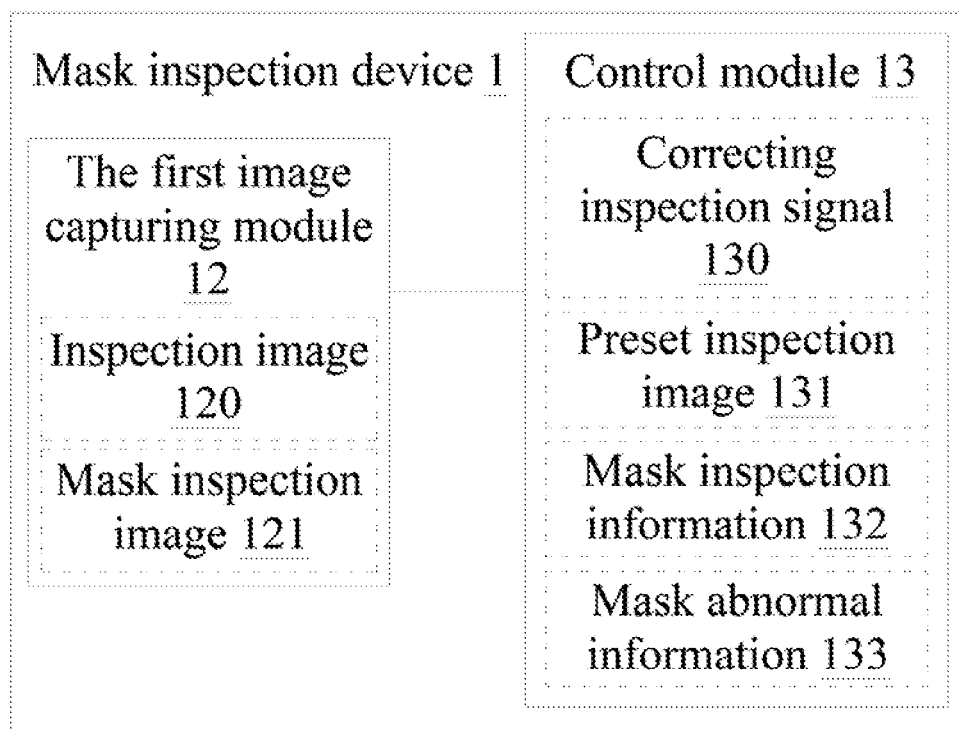 Mask inspection device 1
The first image
capturing module
12
Inspection image
120
Mask inspection
image 121
Control module 13
Correcting
inspection signal
130
Preset inspection
image 131
Mask inspection
information 132
Mask abnormal
information 133